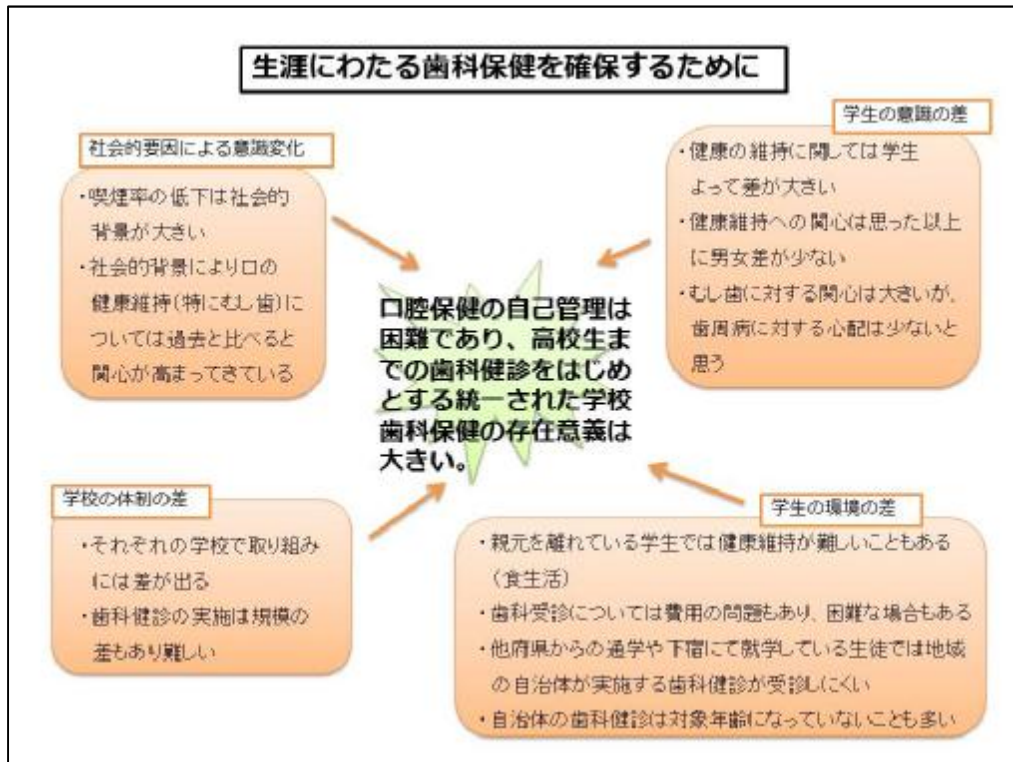 生涯にわたる歯科保健を確保するために
社会的要因による意識変化
・喫煙率の低下は社会的
背景が大きい
・社会的背景により口の
健康維持(特にむし歯)に
ついては過去と比べると
関心が高まってきている
学生の意識の差
・健康の維持に関しては学生
よって差が大きい
・健康維持への関心は思った以上
に男女差が少ない
・むし歯に対する関心は大きいが、
歯周病に対する心配は少ないと
思う
口腔保健の自己管理は
困難であり、高校生ま
での歯科健診をはじめ
とする統一された学校
歯科保健の存在意義は
大きい。
学校の体制の差
・それぞれの学校で取り組み
には差が出る
・歯科健診の実施は規模の
差もあり難しい
学生の環境の差
・親元を離れている学生では健康維持が難しいこともある
(食生活)
・歯科受診については費用の問題もあり、困難な場合もある
・他府県からの通学や下宿にて就学している生徒では地域
の自治体が実施する歯科健診が受診しにくい
・自治体の歯科健診は対象年齢になっていないことも多い